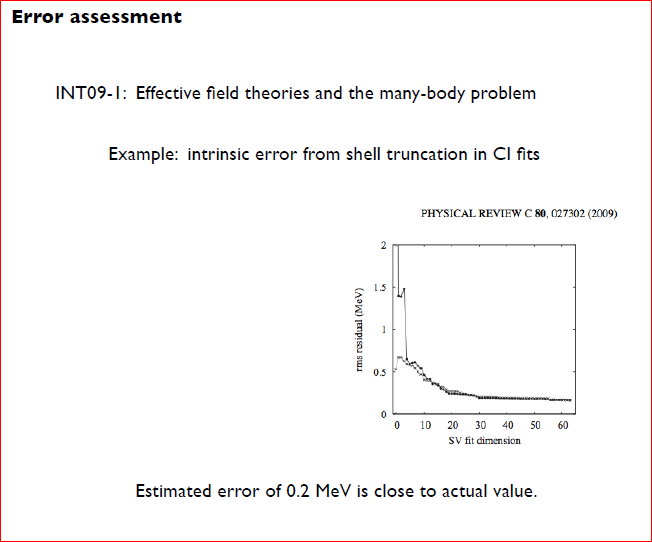 Error assessment
INT09-1: Effective field theories and the many-body problem
Example: intrinsic error from shell truncation in CI fits
PHYSICAL REVIEW C 80, 027302 (2009)
2
1.5
1
0.5
0
rms residual (MeV)
0 10 20 30 40 50 60
SV fit dimension
Estimated error of 0.2 MeV is close to actual value.